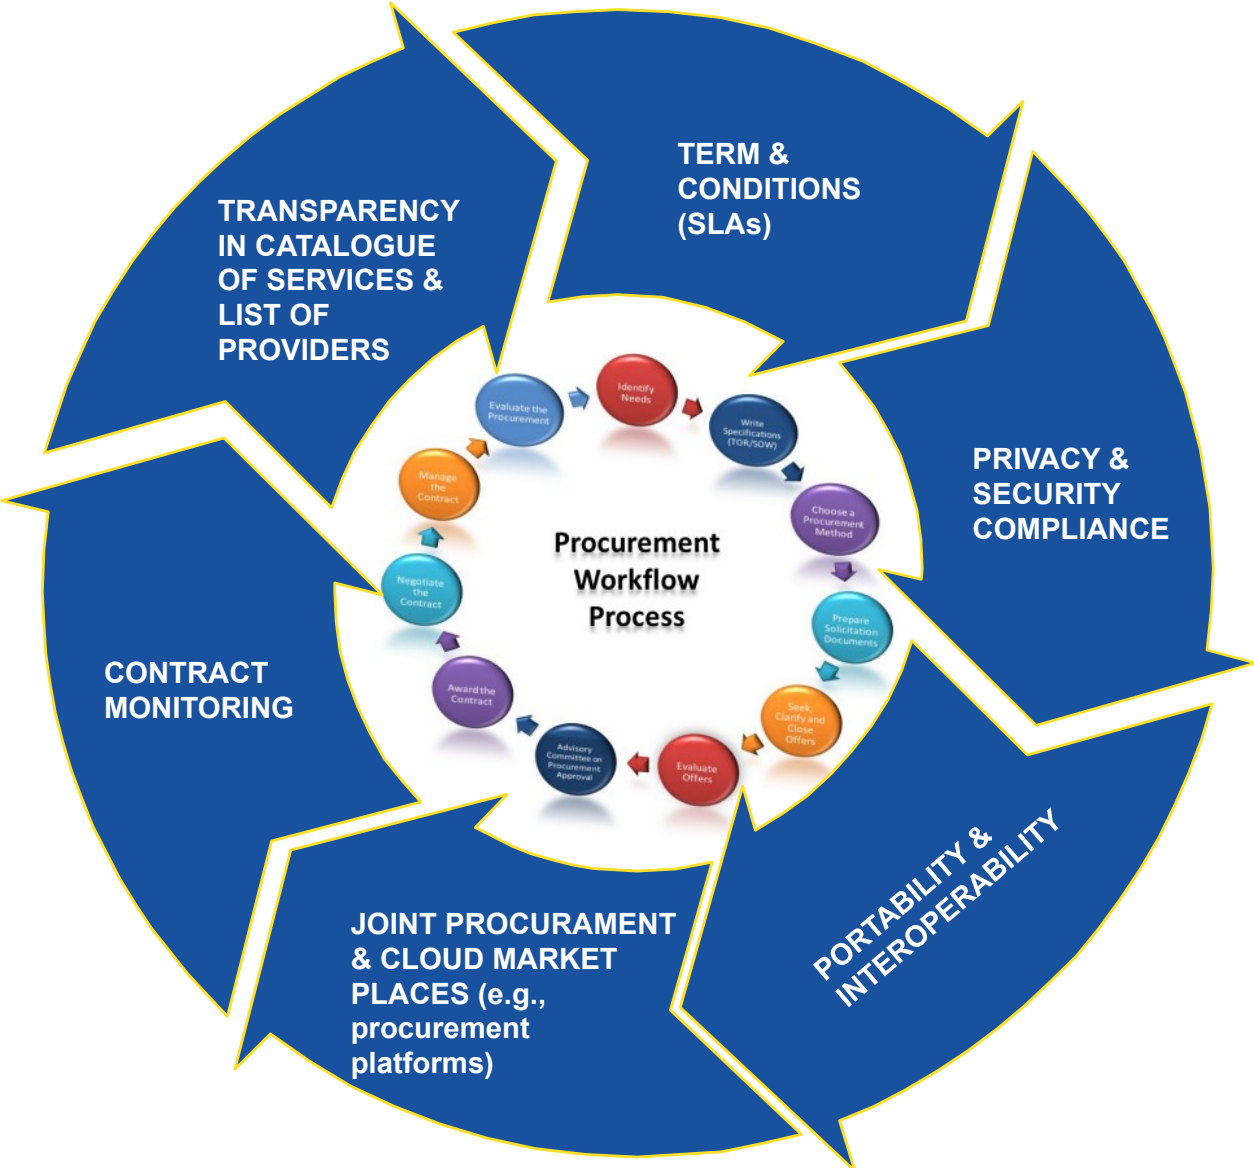 TERM &
CONDITIONS
(SLAs)
PRIVACY &
SECURITY
COMPLIANCE
PORTABILITY &
INTEROPERABILITY
JOINT PROCURAMENT
& CLOUD MARKET
PLACES (e.g.,
procurement
platforms)
CONTRACT
MONITORING
TRANSPARENCY
IN CATALOGUE
OF SERVICES &
LIST OF
PROVIDERS
Procurement
Workflow
Process
Identify
Needs
Write
Specifications
(TOR/SOW)
Choose a
Procurement
Method
Prepare
Solicitation
Documents
Seek,
Clarify and
Close
Offers
Evaluate
Offers
Advisory
Committee on
Procurement
Approval
Award the
Contract
Negotiate
the
Contract
Manage
the
Contract
Evaluate the
Procurement